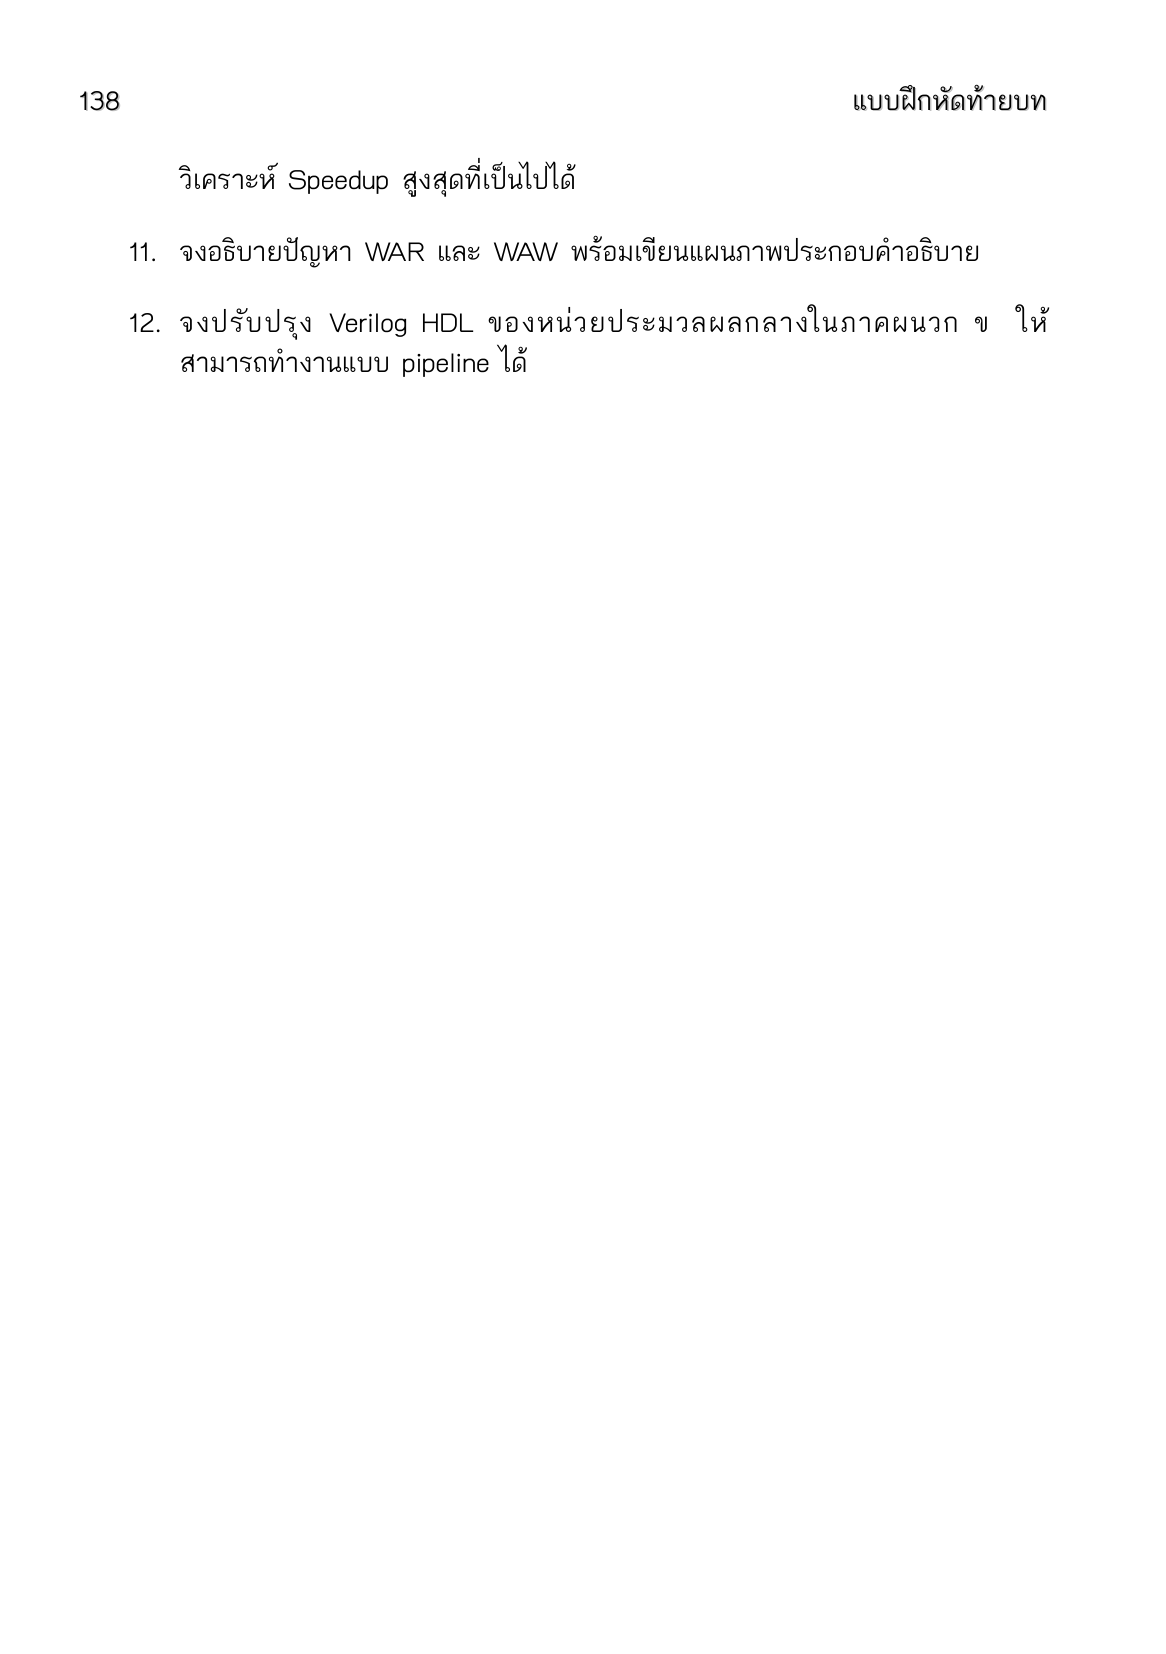 138 แบบฝึกหัดท้ายบท
วิเคราะห์ Speedup สูงสุดที่เป็นไปได้
11. จงอธิบายปัญหา WAR และ WAW พร้อมเขียนแผนภาพประกอบคำอธิบาย
12. จงปรับปรุง Verilog HDL ของหน่วยประมวลผลกลางในภาคผนวก ข ให้
สามารถทำงานแบบ pipeline ได้